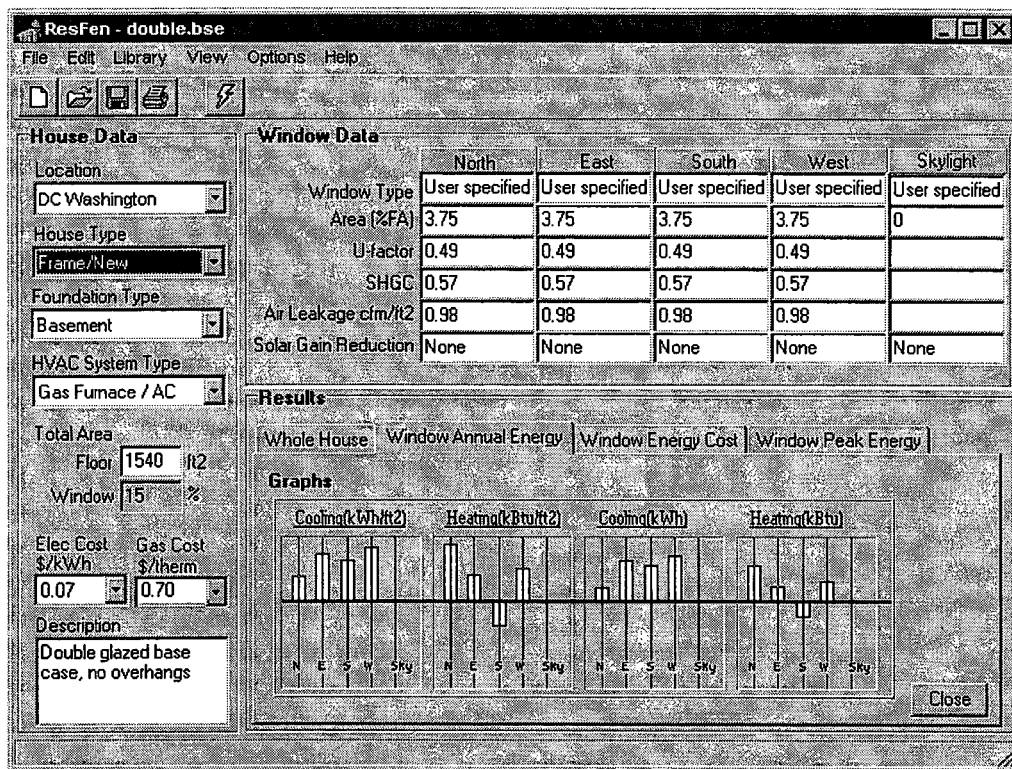 ResFen - double.bse
File Edit Library View Options Help
House Data
Location
DC Washington
House Type
Frame/New
Foundation Type
Basement
HVAC System Type
Gas Furnace / AC
Total Area
Floor 1540 ft2
Window 15 %
Elec Cost Gas Cost
$/kWh $/therm
0.07 0.70
Description
Double glazed base
case, no overhangs
Window Data
North East South West Skylight
Window Type User specified User specified User specified User specified User specified
Area (%FA) 3.75 3.75 3.75 3.75 0
U-factor 0.49 0.49 0.49 0.49
SHGC 0.57 0.57 0.57 0.57
Air Leakage cfm/ft2 0.98 0.98 0.98 0.98
Solar Gain Reduction None None None None None
Results
Whole House Window Annual Energy Window Energy Cost Window Peak Energy
Graphs
Cooling(kWh/ft2) Heating(kBtu/ft2) Cooling(kWh) Heating(kBtu)
N E S W Sky N E S W Sky N E S W Sky N E S W Sky
Close